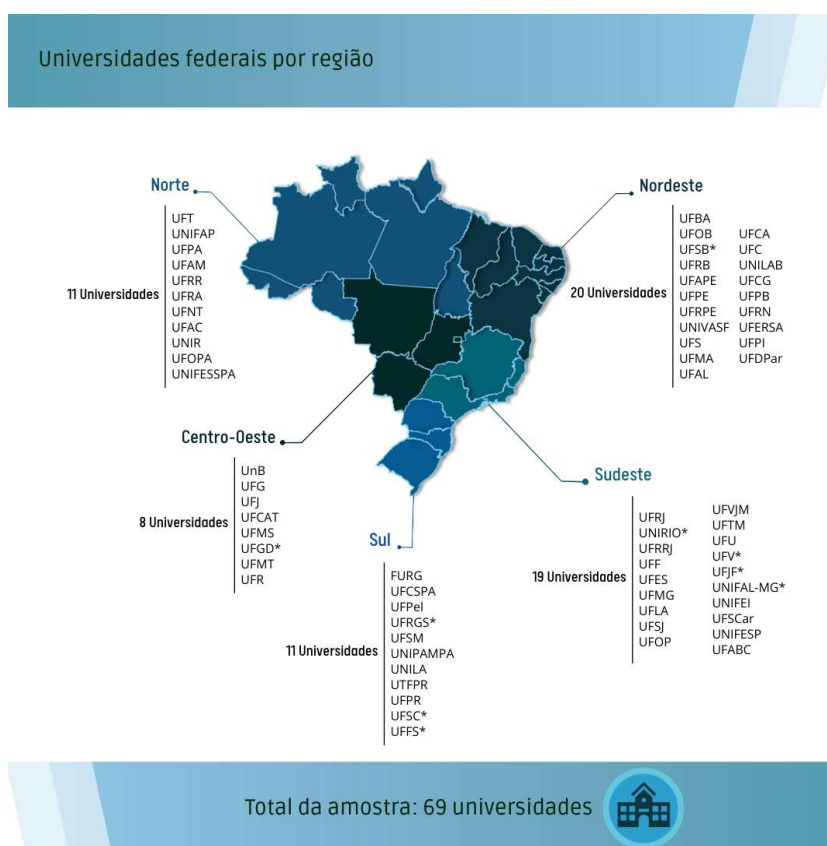 Universidades federais por região
Norte
11 Universidades
UFT
UNIFAP
UFPA
UFAM
UFRR
UFRA
UFNT
UFAC
UNIR
UFOPA
UNIFESSPA
Nordeste
20 Universidades
UFBA
UFOB
UFSB*
UFRB
UFAPE
UFPE
UFRPE
UNIVASF
UFS
UFMA
UFAL
UFCA
UFC
UNILAB
UFCG
UFPB
UFRN
UFERSA
UFPI
UFDPar
Centro-Oeste
8 Universidades
UnB
UFG
UFJ
UFCAT
UFMS
UFGD*
UFMT
UFR
Sul
11 Universidades
FURG
UFCSPA
UFPel
UFRGS*
UFSM
UNIPAMPA
UNILA
UTFPR
UFPR
UFSC*
UFFS*
Sudeste
19 Universidades
UFRJ
UNIRIO*
UFRRJ
UFF
UFES
UFMG
UFLA
UFSJ
UFOP
UFVJM
UFTM
UFU
UFV*
UFJF*
UNIFAL-MG*
UNIFEI
UFSCar
UNIFESP
UFABC
Total da amostra: 69 universidades